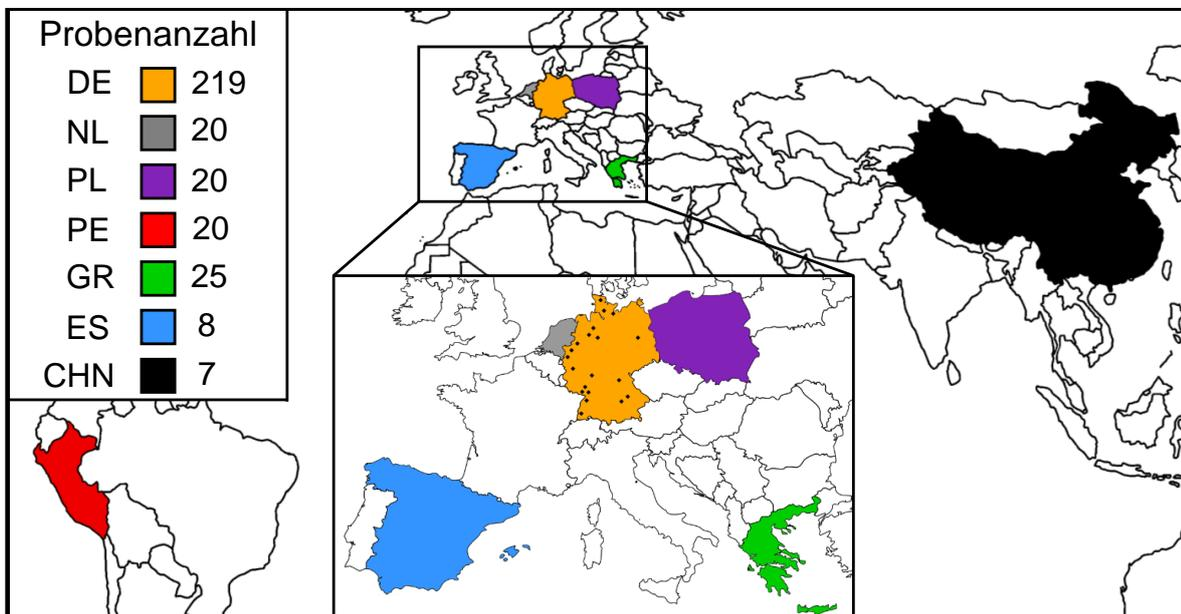 Probenanzahl
DE 219
NL 20
PL 20
PE 20
GR 25
ES 8
CHN 7